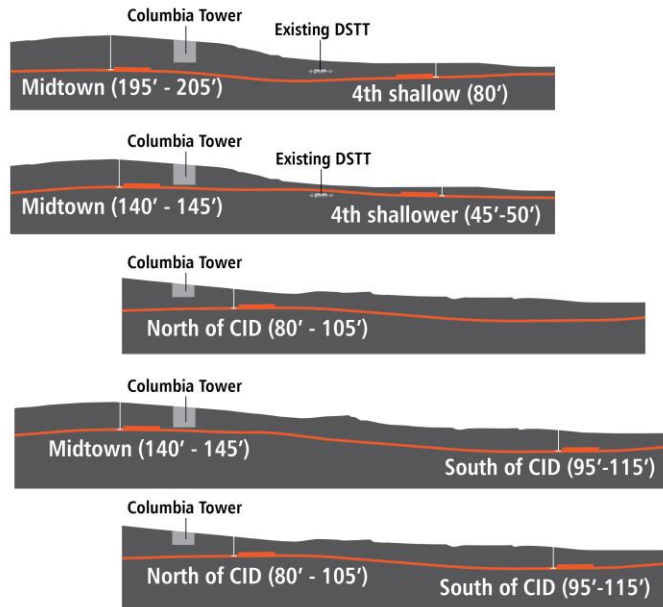 Columbia Tower
Existing DSTT
Midtown (195' - 205')
4th shallow (80')
Columbia Tower
Existing DSTT
Midtown (140' - 145')
4th shallower (45'-50')
Columbia Tower
North of CID (80' - 105')
Columbia Tower
Midtown (140' - 145')
South of CID (95'-115')
Columbia Tower
North of CID (80' - 105')
South of CID (95'-115')